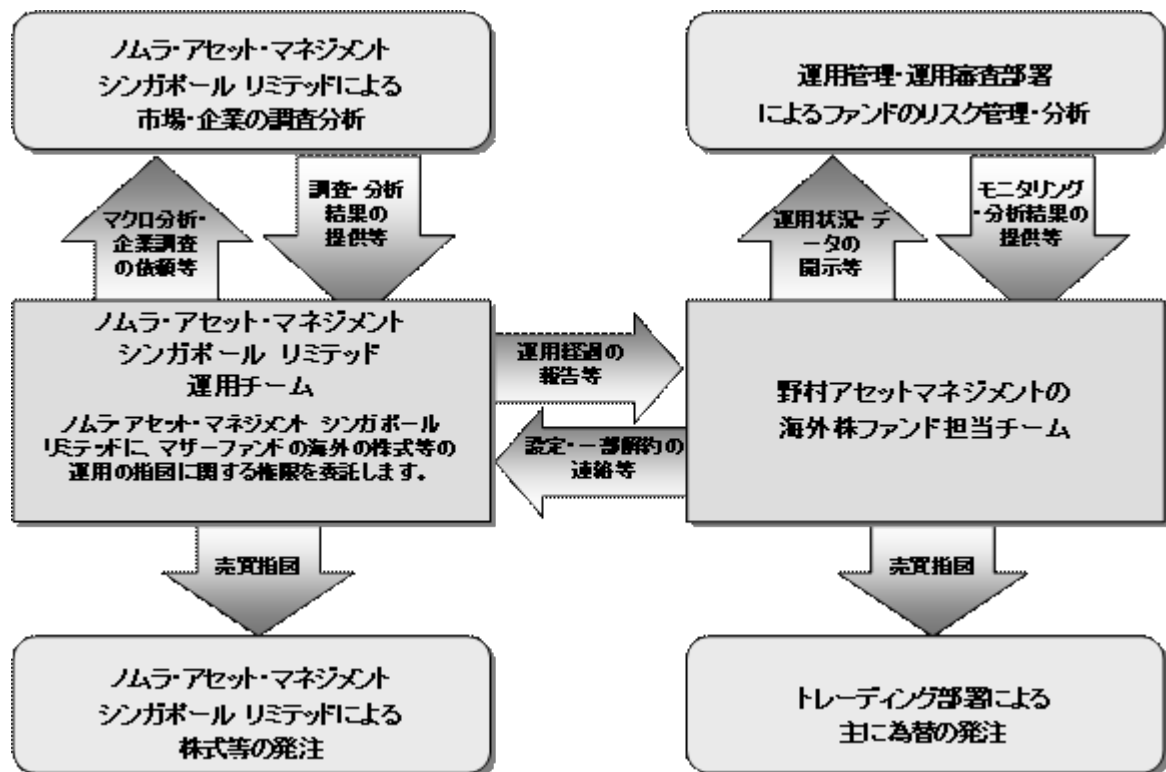 ノムラ・アセット・マネジメント
シンガポール リミテッドによる
市場・企業の調査分析
運用管理・運用審査部署
によるファンドのリスク管理・分析
マクロ分析・
企業調査
の依頼等
調査・分析
結果の
提供等
運用状況・デ
ータの
開示等
モニタリング
・分析結果の
提供等
ノムラ・アセット・マネジメント
シンガポール リミテッド
運用チーム
ノムラ・アセット・マネジメント シンガポール
リミテッドに、マザーファンドの海外の株式等の
運用の指図に関する権限を委託します。
運用経過の
報告等
設定・一部解約の
連絡等
野村アセットマネジメントの
海外株ファンド担当チーム
売買指図
売買指図
ノムラ・アセット・マネジメント
シンガポール リミテッドによる
株式等の発注
トレーディング部署による
主に為替の発注